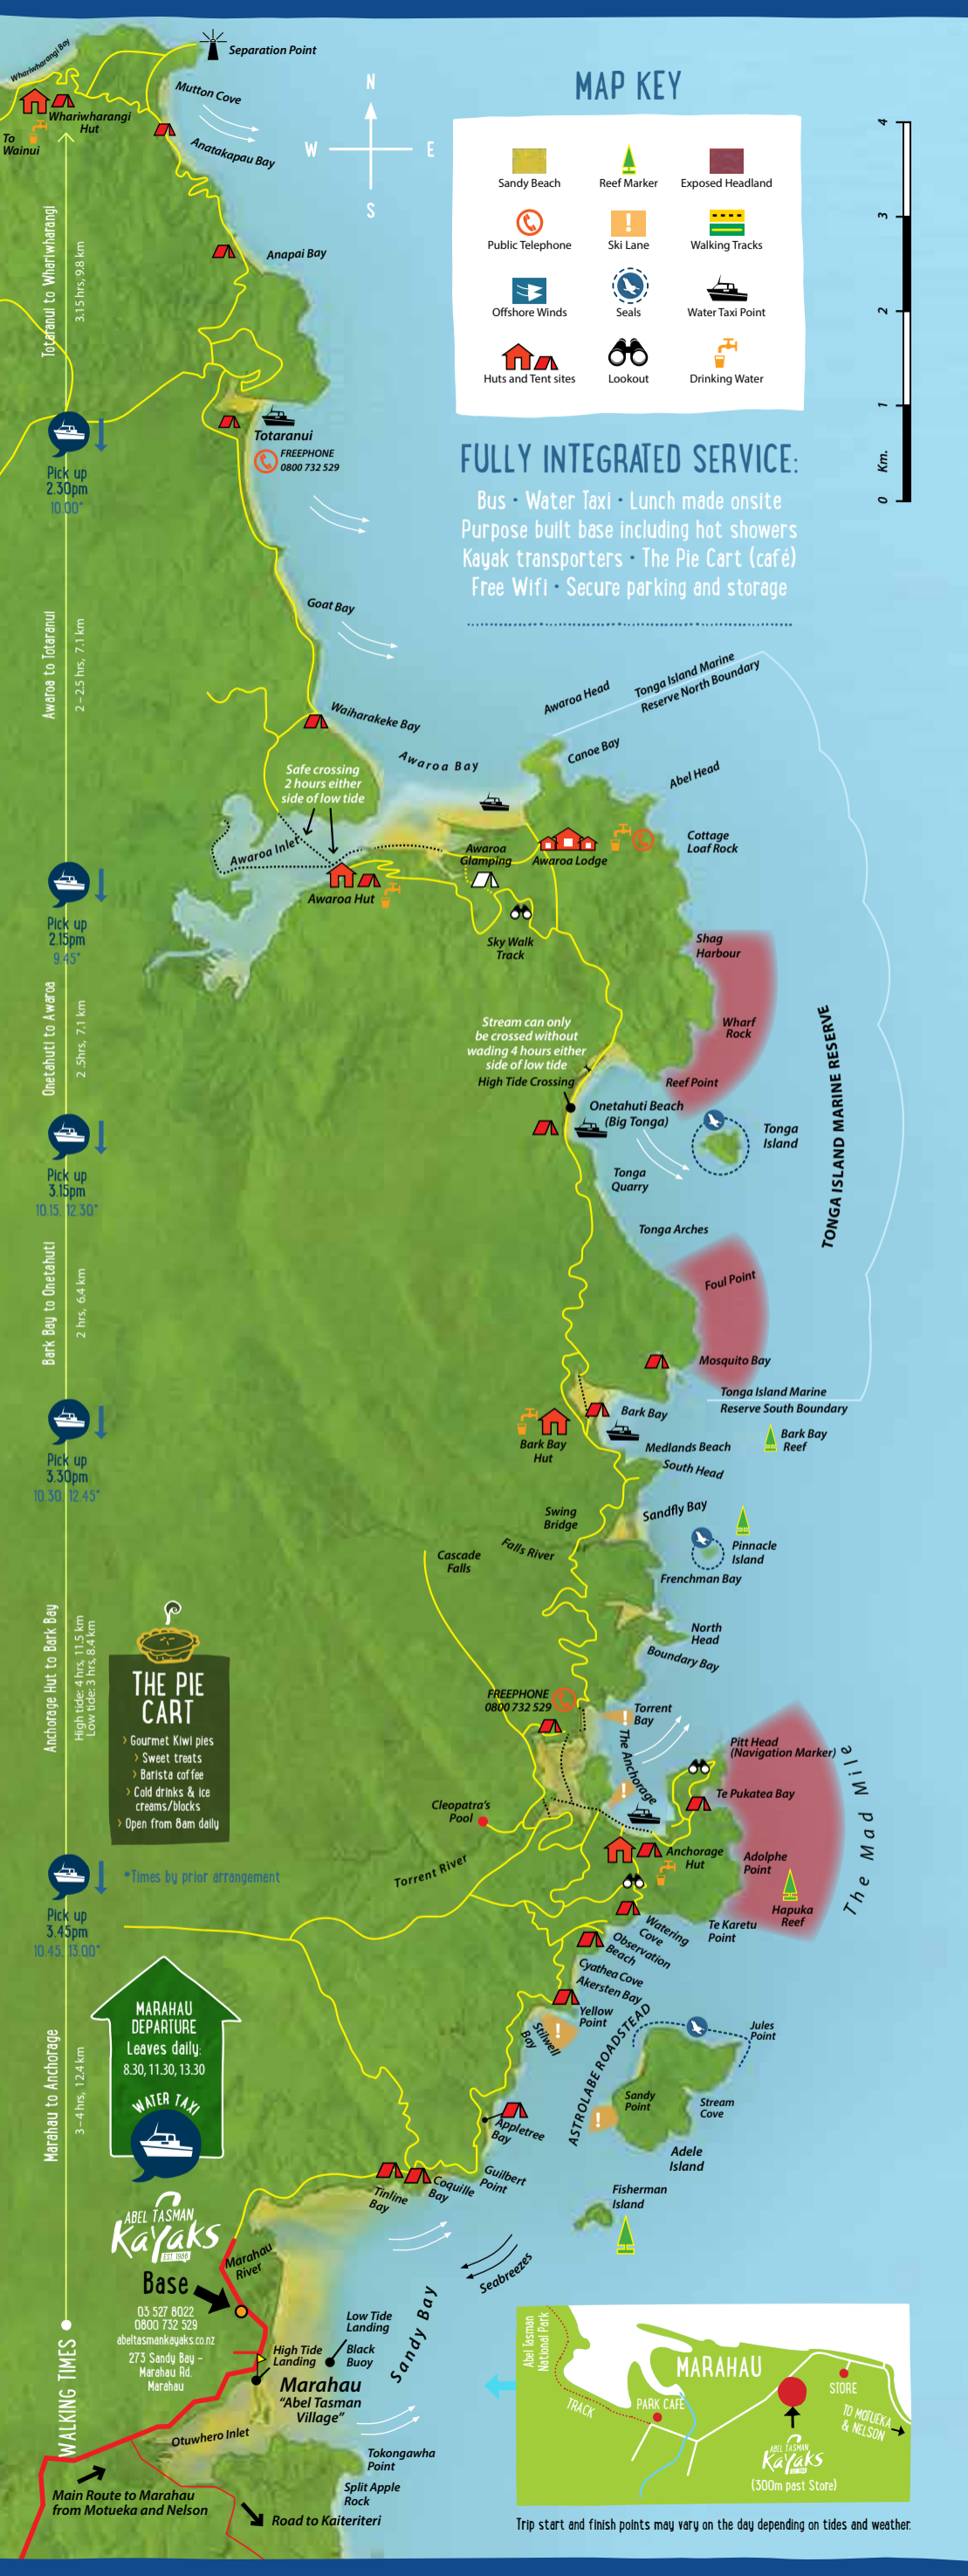 Separation Point
Whariwharangi Bay
Mutton Cove
Whariwharangi
Hut
To
Wainui
Anatakapau Bay
N
W
E
S
MAP KEY
Sandy Beach
Reef Marker
Exposed Headland
Public Telephone
Ski Lane
Walking Tracks
Offshore Winds
Seals
Water Taxi Point
Huts and Tent sites
Lookout
Drinking Water
4
3
2
1
0
Km.
Totaranui to Whariwharangi
3.15 hrs, 9.8 km
Anapai Bay
Totaranui
FREEPHONE
0800 732 529
Pick up
2.30pm
10.00*
FULLY INTEGRATED SERVICE:
Bus • Water Taxi • Lunch made onsite
Purpose built base including hot showers
Kayak transporters • The Pie Cart (café)
Free Wifi • Secure parking and storage
Goat Bay
Awaroa to Totaranui
2 – 2.5 hrs, 7.1 km
Waiharakeke Bay
Awaroa Head
Tonga Island Marine
Reserve North Boundary
Awaroa Bay
Canoe Bay
Abel Head
Safe crossing
2 hours either
side of low tide
Awaroa Inlet
Awaroa
Glamping
Awaroa Lodge
Cottage
Loaf Rock
Awaroa Hut
Pick up
2.15pm
9.45*
Sky Walk
Track
Shag
Harbour
Wharf
Rock
Onetahuti to Awaroa
2 .5hrs, 7.1 km
Stream can only
be crossed without
wading 4 hours either
side of low tide
High Tide Crossing
Reef Point
Onetahuti Beach
(Big Tonga)
Tonga
Island
TONGA ISLAND MARINE RESERVE
Pick up
3.15pm
10.15, 12.30*
Tonga
Quarry
Tonga Arches
Foul Point
Bark Bay to Onetahuti
2 hrs, 6.4 km
Mosquito Bay
Tonga Island Marine
Reserve South Boundary
Bark Bay
Bark Bay
Hut
Medlands Beach
Bark Bay
Reef
South Head
Pick up
3.30pm
10.30, 12.45*
Sandfly Bay
Swing
Bridge
Falls River
Cascade
Falls
Pinnacle
Island
Frenchman Bay
North
Head
Boundary Bay
Anchorage Hut to Bark Bay
High tide: 4 hrs, 11.5 km
Low tide: 3 hrs, 8.4 km
THE PIE
CART
› Gourmet Kiwi pies
› Sweet treats
› Barista coffee
› Cold drinks & ice
creams/blocks
› Open from 8am daily
FREEPHONE
0800 732 529
Torrent
Bay
The Anchorage
Pitt Head
(Navigation Marker)
Te Pukatea Bay
The Mad Mile
Cleopatra's
Pool
Anchorage
Hut
Adolphe
Point
Hapuka
Reef
Torrent River
*Times by prior arrangement
Pick up
3.45pm
10.45, 13.00*
Te Karetu
Point
Watering
Cove
Observation
Beach
Cyathea Cove
Akersten Bay
Yellow
Point
Stilwell
Bay
ASTROLABE ROADSTEAD
Jules
Point
Sandy
Point
Stream
Cove
Adele
Island
Marahau to Anchorage
3 – 4 hrs, 12.4 km
MARAHAU
DEPARTURE
Leaves daily:
8.30, 11.30, 13.30
WATER TAXI
Appletree
Bay
Guilbert
Point
Coquille
Bay
Tinline
Bay
Fisherman
Island
ABEL TASMAN
Kayaks
EST. 1986
Base
03 527 8022
0800 732 529
abeltasmankayaks.co.nz
273 Sandy Bay –
Marahau Rd.
Marahau
Marahau
River
Seabreezes
Sandy Bay
Low Tide
Landing
Black
Buoy
High Tide
Landing
Marahau
"Abel Tasman
Village"
WALKING TIMES
Otuwhero Inlet
Tokongawha
Point
Split Apple
Rock
Main Route to Marahau
from Motueka and Nelson
Road to Kaiteriteri
Abel Tasman
National Park
TRACK
MARAHAU
PARK CAFÉ
STORE
TO MOTUEKA
& NELSON
ABEL TASMAN
Kayaks
(300m past Store)
Trip start and finish points may vary on the day depending on tides and weather.